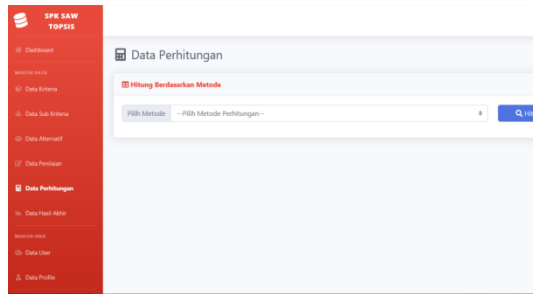 SPK SAW
TOPSIS
Dashboard
MASTER DATA
Data Kriteria
Data Sub Kriteria
Data Alternatif
Data Penilaian
Data Perhitungan
Data Hasil Akhir
MASTER USER
Data User
Data Profile
Data Perhitungan
Hitung Berdasarkan Metode
Pilih Metode
--Pilih Metode Perhitungan--
Hit